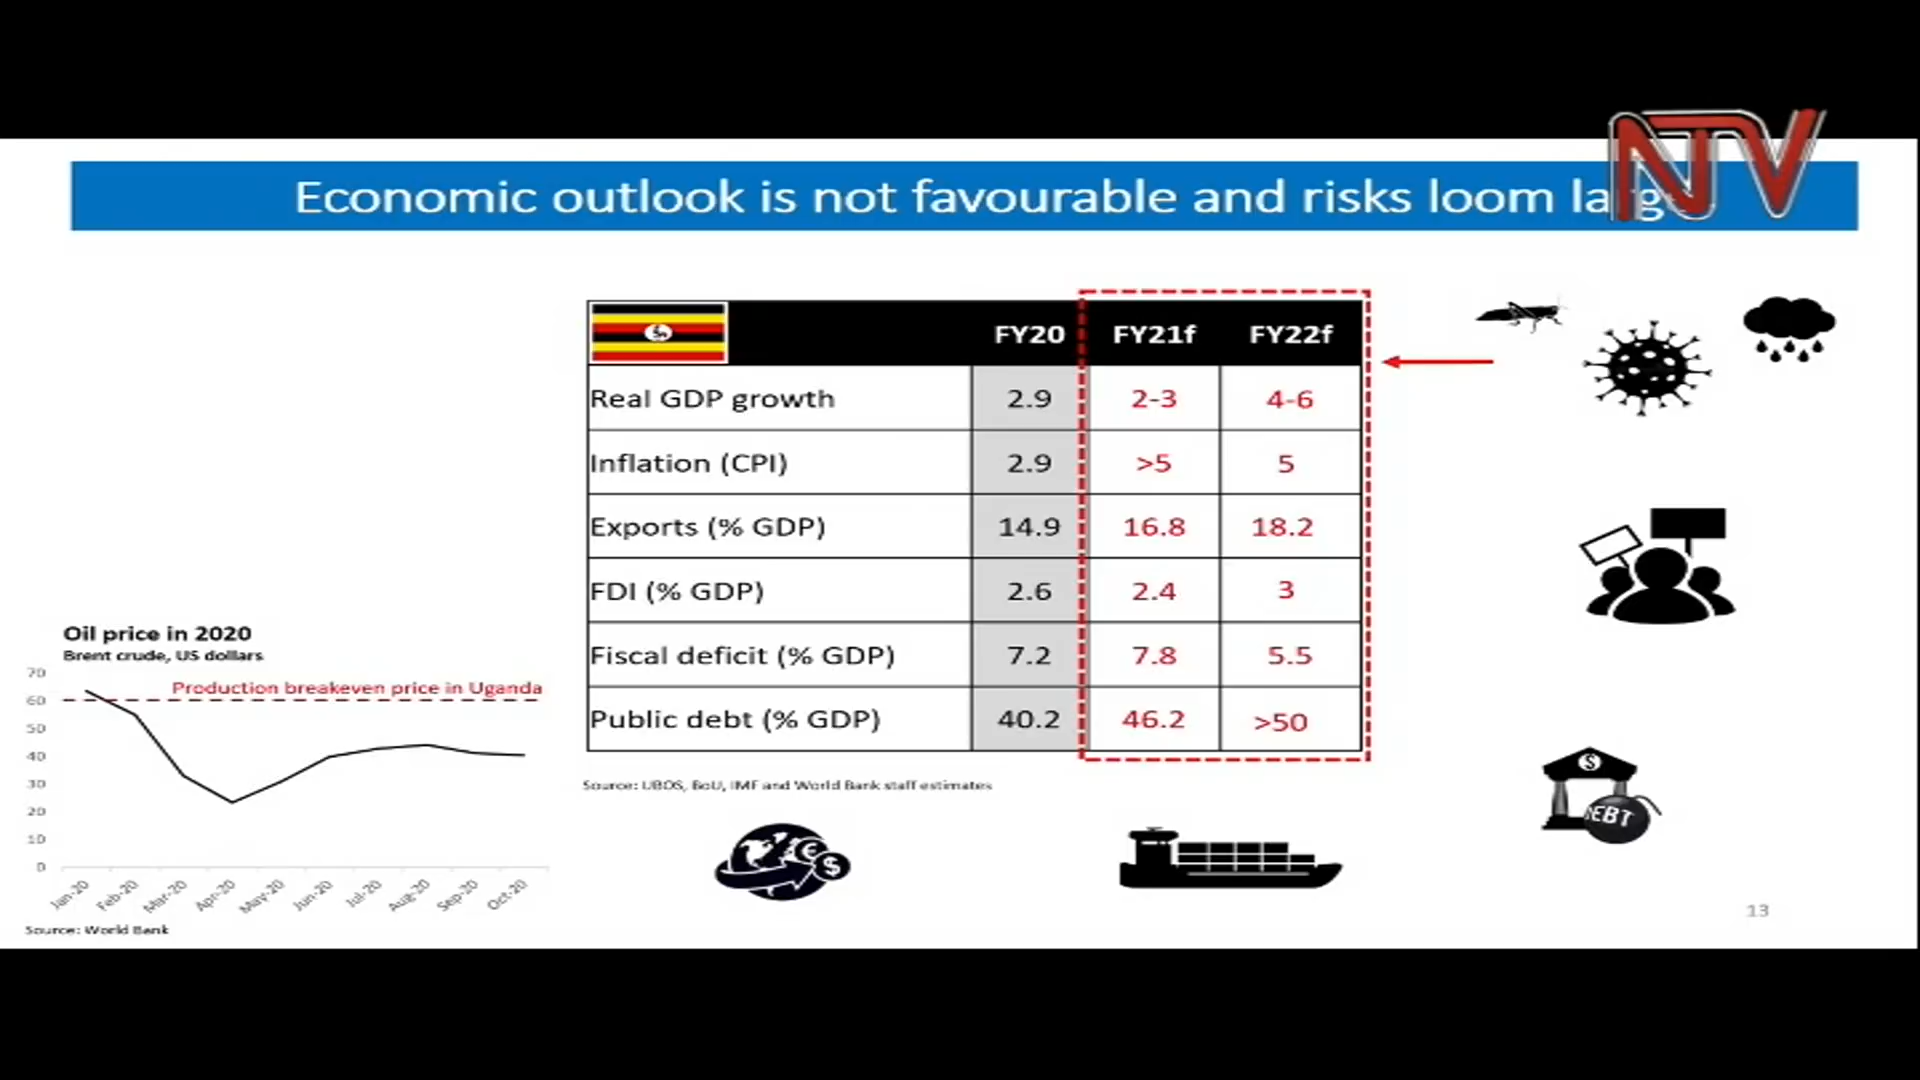 NTV
Economic outlook is not favourable and risks loom larg
FY20 FY21f FY22f
Real GDP growth 2.9 2-3 4-6
Inflation (CPI) 2.9 >5 5
Exports (% GDP) 14.9 16.8 18.2
FDI (% GDP) 2.6 2.4 3
Fiscal deficit (% GDP) 7.2 7.8 5.5
Public debt (% GDP) 40.2 46.2 >50
Source: UBOS, BoU, IMF and World Bank staff estimates
Oil price in 2020
Brent crude, US dollars
Production breakeven price in Uganda
70
60
50
40
30
20
10
0
Jan-20 Feb-20 Mar-20 Apr-20 May-20 Jun-20 Jul-20 Aug-20 Sep-20 Oct-20
Source: World Bank
€ $
$
DEBT
13